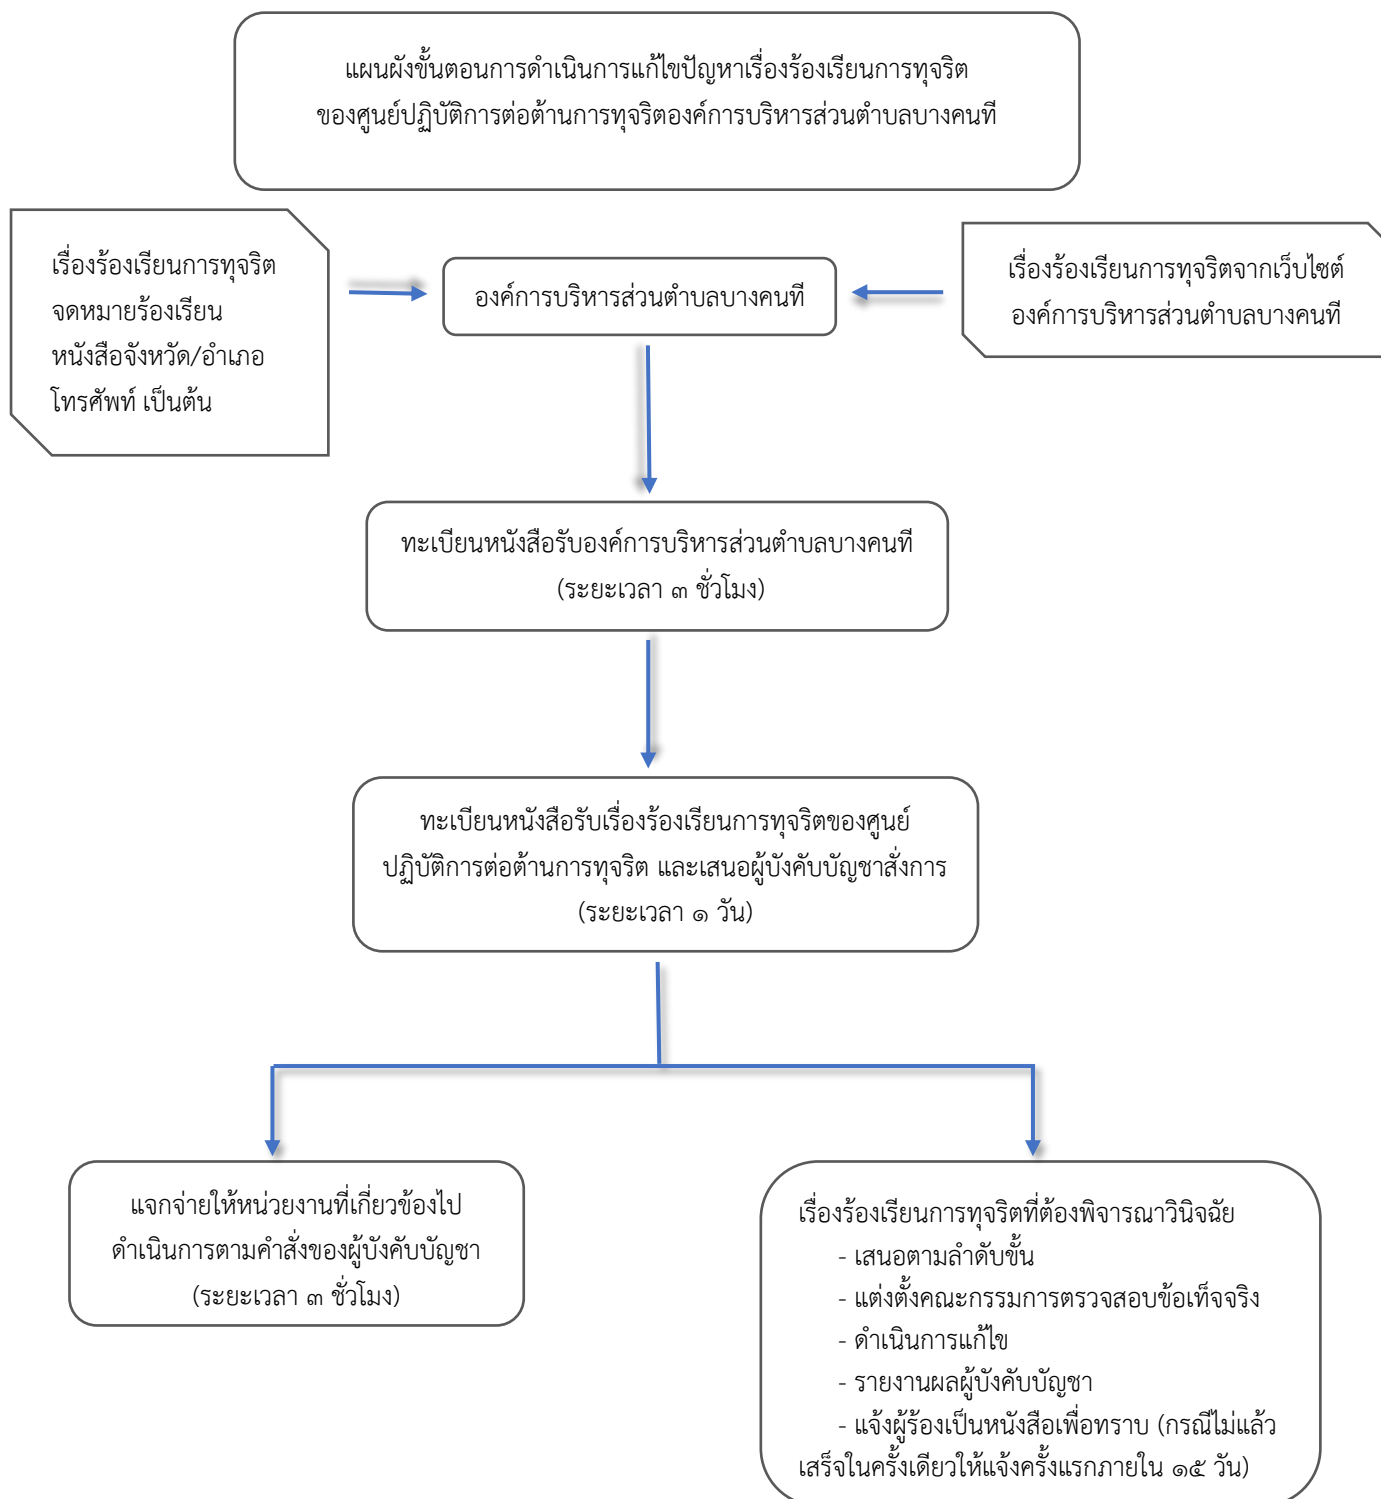 แผนผังขั้นตอนการดำเนินการแก้ไขปัญหาเรื่องร้องเรียนการทุจริต
ของศูนย์ปฏิบัติการต่อต้านการทุจริตองค์การบริหารส่วนตำบลบางคนที
เรื่องร้องเรียนการทุจริต
จดหมายร้องเรียน
หนังสือจังหวัด/อำเภอ
โทรศัพท์ เป็นต้น
องค์การบริหารส่วนตำบลบางคนที
เรื่องร้องเรียนการทุจริตจากเว็บไซต์
องค์การบริหารส่วนตำบลบางคนที
ทะเบียนหนังสือรับองค์การบริหารส่วนตำบลบางคนที
(ระยะเวลา ๓ ชั่วโมง)
ทะเบียนหนังสือรับเรื่องร้องเรียนการทุจริตของศูนย์
ปฏิบัติการต่อต้านการทุจริต และเสนอผู้บังคับบัญชาสั่งการ
(ระยะเวลา ๑ วัน)
แจกจ่ายให้หน่วยงานที่เกี่ยวข้องไป
ดำเนินการตามคำสั่งของผู้บังคับบัญชา
(ระยะเวลา ๓ ชั่วโมง)
เรื่องร้องเรียนการทุจริตที่ต้องพิจารณาวินิจฉัย
- เสนอตามลำดับขั้น
- แต่งตั้งคณะกรรมการตรวจสอบข้อเท็จจริง
- ดำเนินการแก้ไข
- รายงานผลผู้บังคับบัญชา
- แจ้งผู้ร้องเป็นหนังสือเพื่อทราบ (กรณีไม่แล้ว
เสร็จในครั้งเดียวให้แจ้งครั้งแรกภายใน ๑๕ วัน)